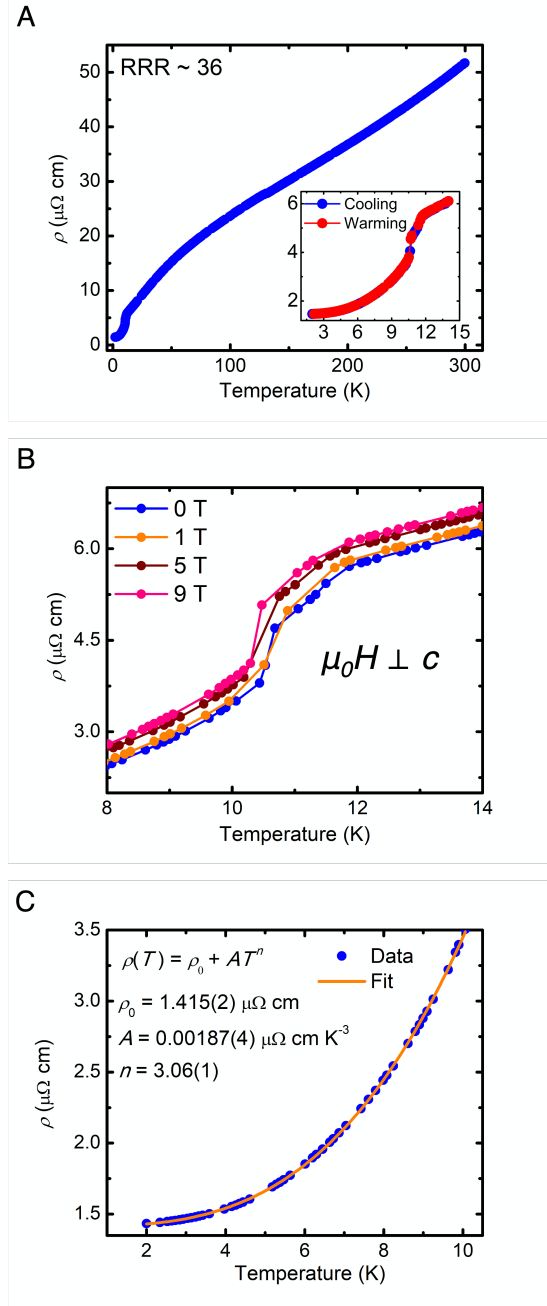 A
RRR ~ 36
50
40
30
20
10
0
ρ (μΩ cm)
6
4
2
Cooling
Warming
3 6 9 12 15
0 100 200 300
Temperature (K)
B
0 T
1 T
5 T
9 T
6.0
4.5
3.0
ρ (μΩ cm)
μ₀H ⊥ c
8 10 12 14
Temperature (K)
C
3.5
3.0
2.5
2.0
1.5
ρ (μΩ cm)
ρ(T) = ρ₀ + ATⁿ
ρ₀ = 1.415(2) μΩ cm
A = 0.00187(4) μΩ cm K⁻³
n = 3.06(1)
Data
Fit
2 4 6 8 10
Temperature (K)